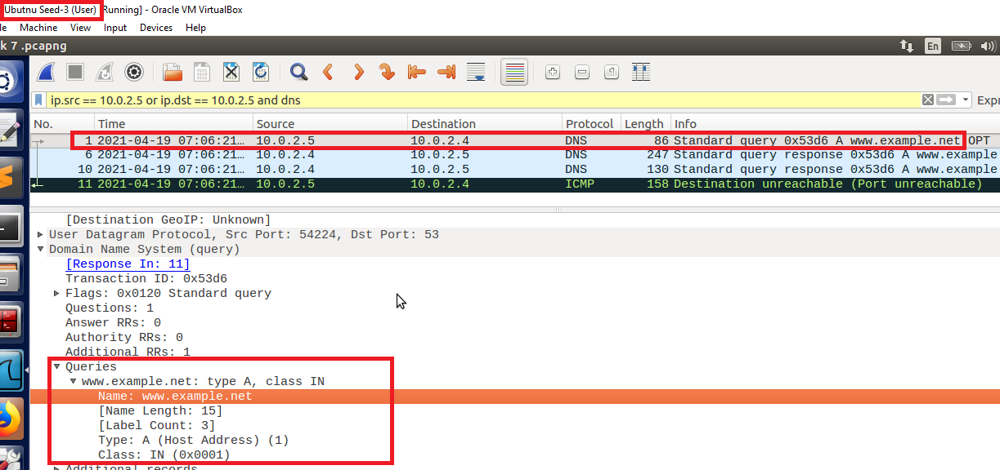 Ubutnu Seed-3 (User) [Running] - Oracle VM VirtualBox
le Machine View Input Devices Help
k 7 .pcapng En
ip.src == 10.0.2.5 or ip.dst == 10.0.2.5 and dns Expr
No. Time Source Destination Protocol Length Info
1 2021-04-19 07:06:21… 10.0.2.5 10.0.2.4 DNS 86 Standard query 0x53d6 A www.example.net OPT
6 2021-04-19 07:06:21… 10.0.2.4 10.0.2.5 DNS 247 Standard query response 0x53d6 A www.example
10 2021-04-19 07:06:21… 10.0.2.4 10.0.2.5 DNS 130 Standard query response 0x53d6 A www.example
11 2021-04-19 07:06:21… 10.0.2.5 10.0.2.4 ICMP 158 Destination unreachable (Port unreachable)
[Destination GeoIP: Unknown]
User Datagram Protocol, Src Port: 54224, Dst Port: 53
Domain Name System (query)
[Response In: 11]
Transaction ID: 0x53d6
Flags: 0x0120 Standard query
Questions: 1
Answer RRs: 0
Authority RRs: 0
Additional RRs: 1
Queries
www.example.net: type A, class IN
Name: www.example.net
[Name Length: 15]
[Label Count: 3]
Type: A (Host Address) (1)
Class: IN (0x0001)
Additional records